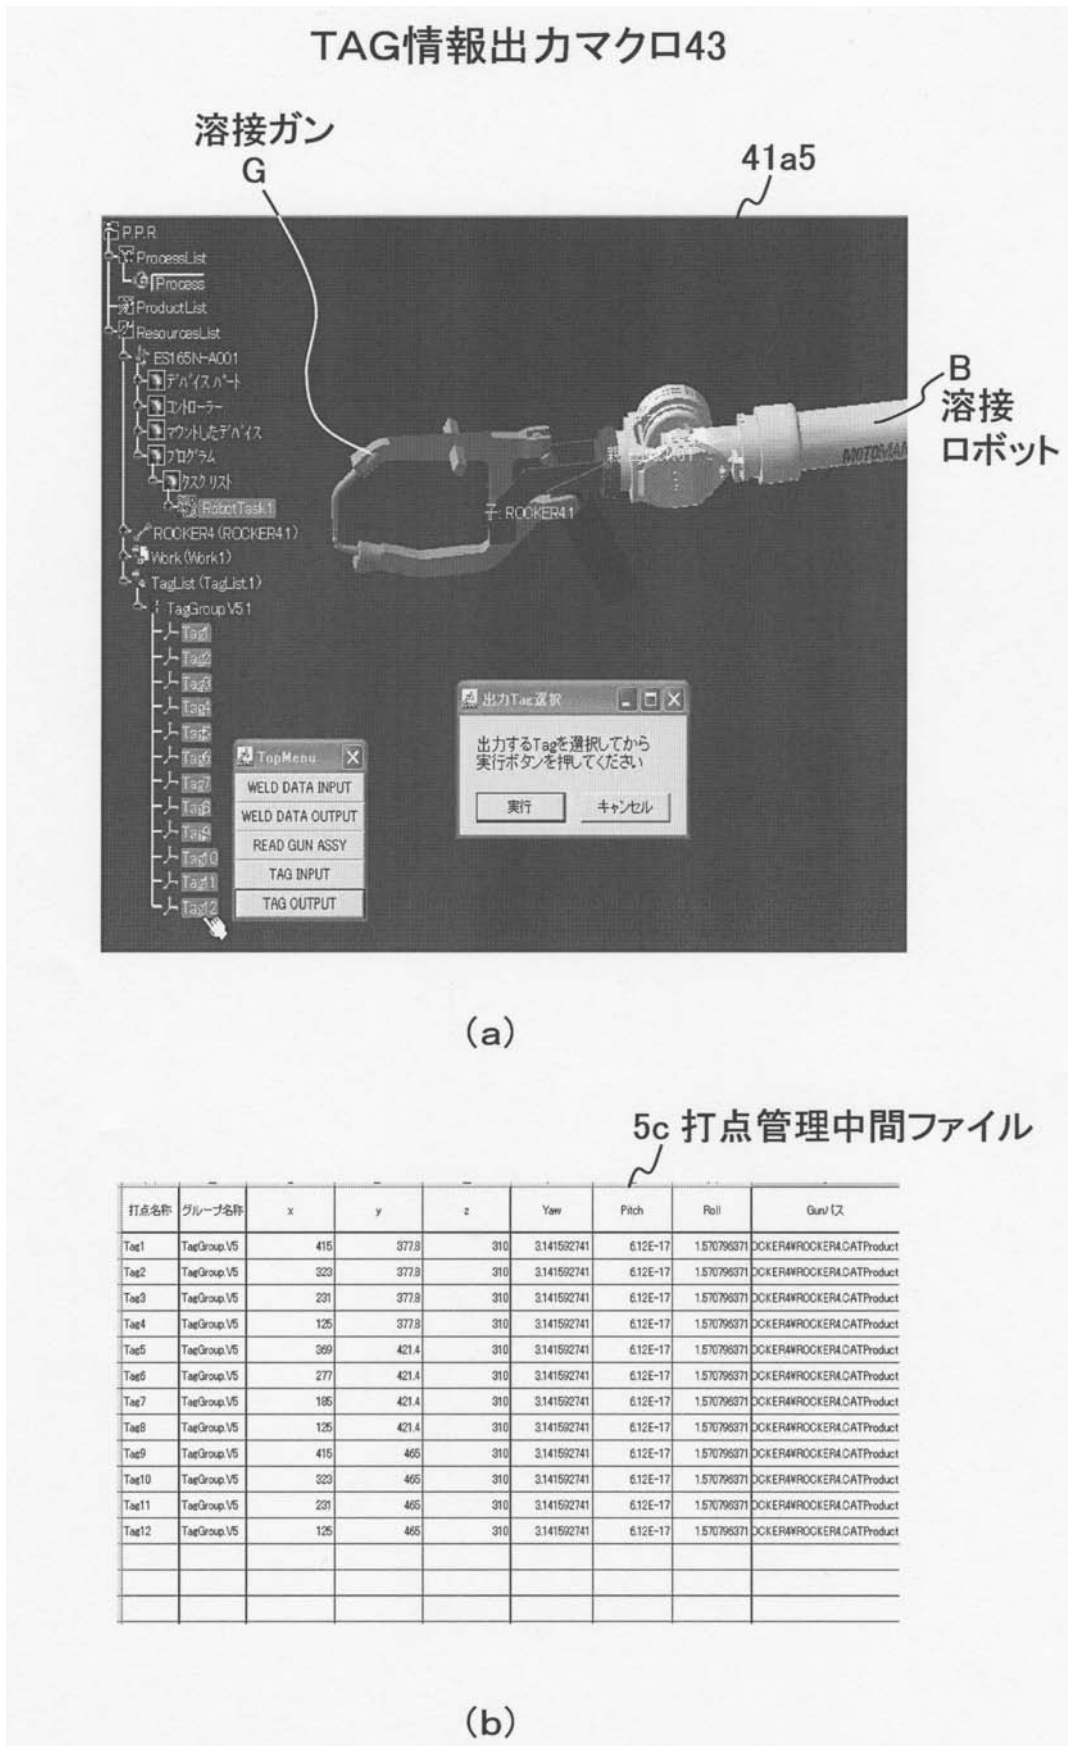 TAG情報出力マクロ43
溶接ガン
G
41a5
P.P.R
ProcessList
Process
ProductList
ResourcesList
ES165N-A001
デバイス パート
コントローラー
マウントしたデバイス
プログラム
タスク リスト
RobotTask1
ROCKER4 (ROCKER4.1)
Work (Work1)
TagList (TagList.1)
TagGroup.V5.1
Tag1
Tag2
Tag3
Tag4
Tag5
Tag6
Tag7
Tag8
Tag9
Tag10
Tag11
Tag12
B
溶接
ロボット
MOTOMAN
子:ROCKER4.1
TopMenu
WELD DATA INPUT
WELD DATA OUTPUT
READ GUN ASSY
TAG INPUT
TAG OUTPUT
出力Tag選択
出力するTagを選択してから
実行ボタンを押してください
実行 キャンセル
(a)
5c 打点管理中間ファイル
打点名称 グループ名称 x y z Yaw Pitch Roll Gunパス
Tag1 TagGroup.V5 415 377.8 310 3.141592741 6.12E-17 1.570796371 OCKER4¥ROCKER4.CATProduct
Tag2 TagGroup.V5 323 377.8 310 3.141592741 6.12E-17 1.570796371 OCKER4¥ROCKER4.CATProduct
Tag3 TagGroup.V5 231 377.8 310 3.141592741 6.12E-17 1.570796371 OCKER4¥ROCKER4.CATProduct
Tag4 TagGroup.V5 125 377.8 310 3.141592741 6.12E-17 1.570796371 OCKER4¥ROCKER4.CATProduct
Tag5 TagGroup.V5 369 421.4 310 3.141592741 6.12E-17 1.570796371 OCKER4¥ROCKER4.CATProduct
Tag6 TagGroup.V5 277 421.4 310 3.141592741 6.12E-17 1.570796371 OCKER4¥ROCKER4.CATProduct
Tag7 TagGroup.V5 185 421.4 310 3.141592741 6.12E-17 1.570796371 OCKER4¥ROCKER4.CATProduct
Tag8 TagGroup.V5 125 421.4 310 3.141592741 6.12E-17 1.570796371 OCKER4¥ROCKER4.CATProduct
Tag9 TagGroup.V5 415 465 310 3.141592741 6.12E-17 1.570796371 OCKER4¥ROCKER4.CATProduct
Tag10 TagGroup.V5 323 465 310 3.141592741 6.12E-17 1.570796371 OCKER4¥ROCKER4.CATProduct
Tag11 TagGroup.V5 231 465 310 3.141592741 6.12E-17 1.570796371 OCKER4¥ROCKER4.CATProduct
Tag12 TagGroup.V5 125 465 310 3.141592741 6.12E-17 1.570796371 OCKER4¥ROCKER4.CATProduct
(b)